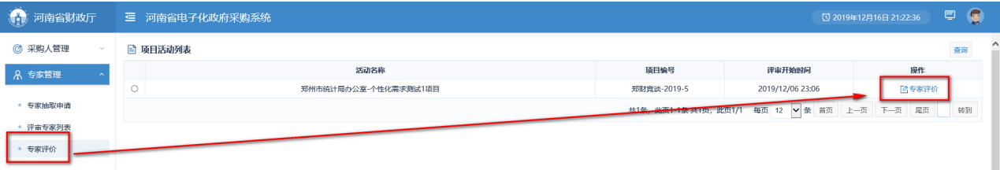 河南省财政厅 河南省电子化政府采购系统 2019年12月16日 21:22:36
采购人管理 项目活动列表 查询
专家管理 活动名称 项目编号 评审开始时间 操作
郑州市统计局办公室-个性化需求测试1项目 郑财竞谈-2019-5 2019/12/06 23:06 专家评价
专家抽取申请 共1条, 此页1-1条 共1页, 此页1/1 每页 12 条 首页 上一页 下一页 尾页 转到
评审专家列表
专家评价